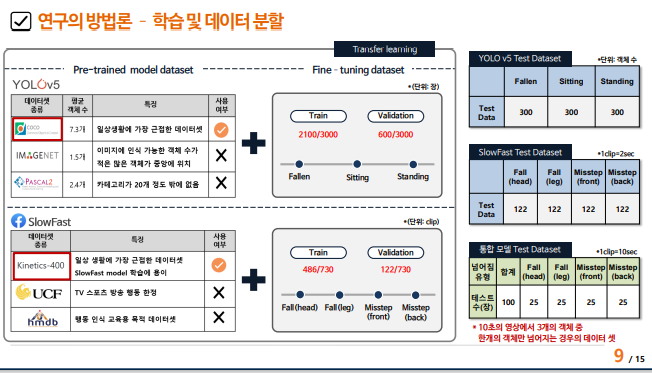 연구의 방법론 - 학습 및 데이터 분할
Transfer learning
Pre-trained model dataset
Fine - tuning dataset
YOLOv5
*(단위: 장)
데이터셋 종류
평균 객체 수
특징
사용 여부
COCO
7.3개
일상생활에 가장 근접한 데이터셋
IMAGENET
1.5개
이미지에 인식 가능한 객체 수가
적은 많은 객체가 중앙에 위치
X
PASCAL2
2.4개
카테고리가 20개 정도 밖에 없음
X
Train
Validation
2100/3000
600/3000
Fallen
Sitting
Standing
SlowFast
*(단위: clip)
데이터셋 종류
특징
사용 여부
Kinetics-400
일상 생활에 가장 근접한 데이터셋
SlowFast model 학습에 용이
UCF
TV 스포츠 방송 행동 한정
X
hmdb
행동 인식 교육용 목적 데이터셋
X
Train
Validation
486/730
122/730
Fall(head)
Fall(leg)
Misstep (front)
Misstep (back)
YOLO v5 Test Dataset
*단위: 객체 수
Fallen
Sitting
Standing
Test Data
300
300
300
SlowFast Test Dataset
*1clip=2sec
Fall (head)
Fall (leg)
Misstep (front)
Misstep (back)
Test Data
122
122
122
122
통합 모델 Test Dataset
*1clip=10sec
넘어짐 유형
합계
Fall (head)
Fall (leg)
Misstep (front)
Misstep (back)
테스트 수(장)
100
25
25
25
25
* 10초의 영상에서 3개의 객체 중
한개의 객체만 넘어지는 경우의 데이터 셋
9 / 15